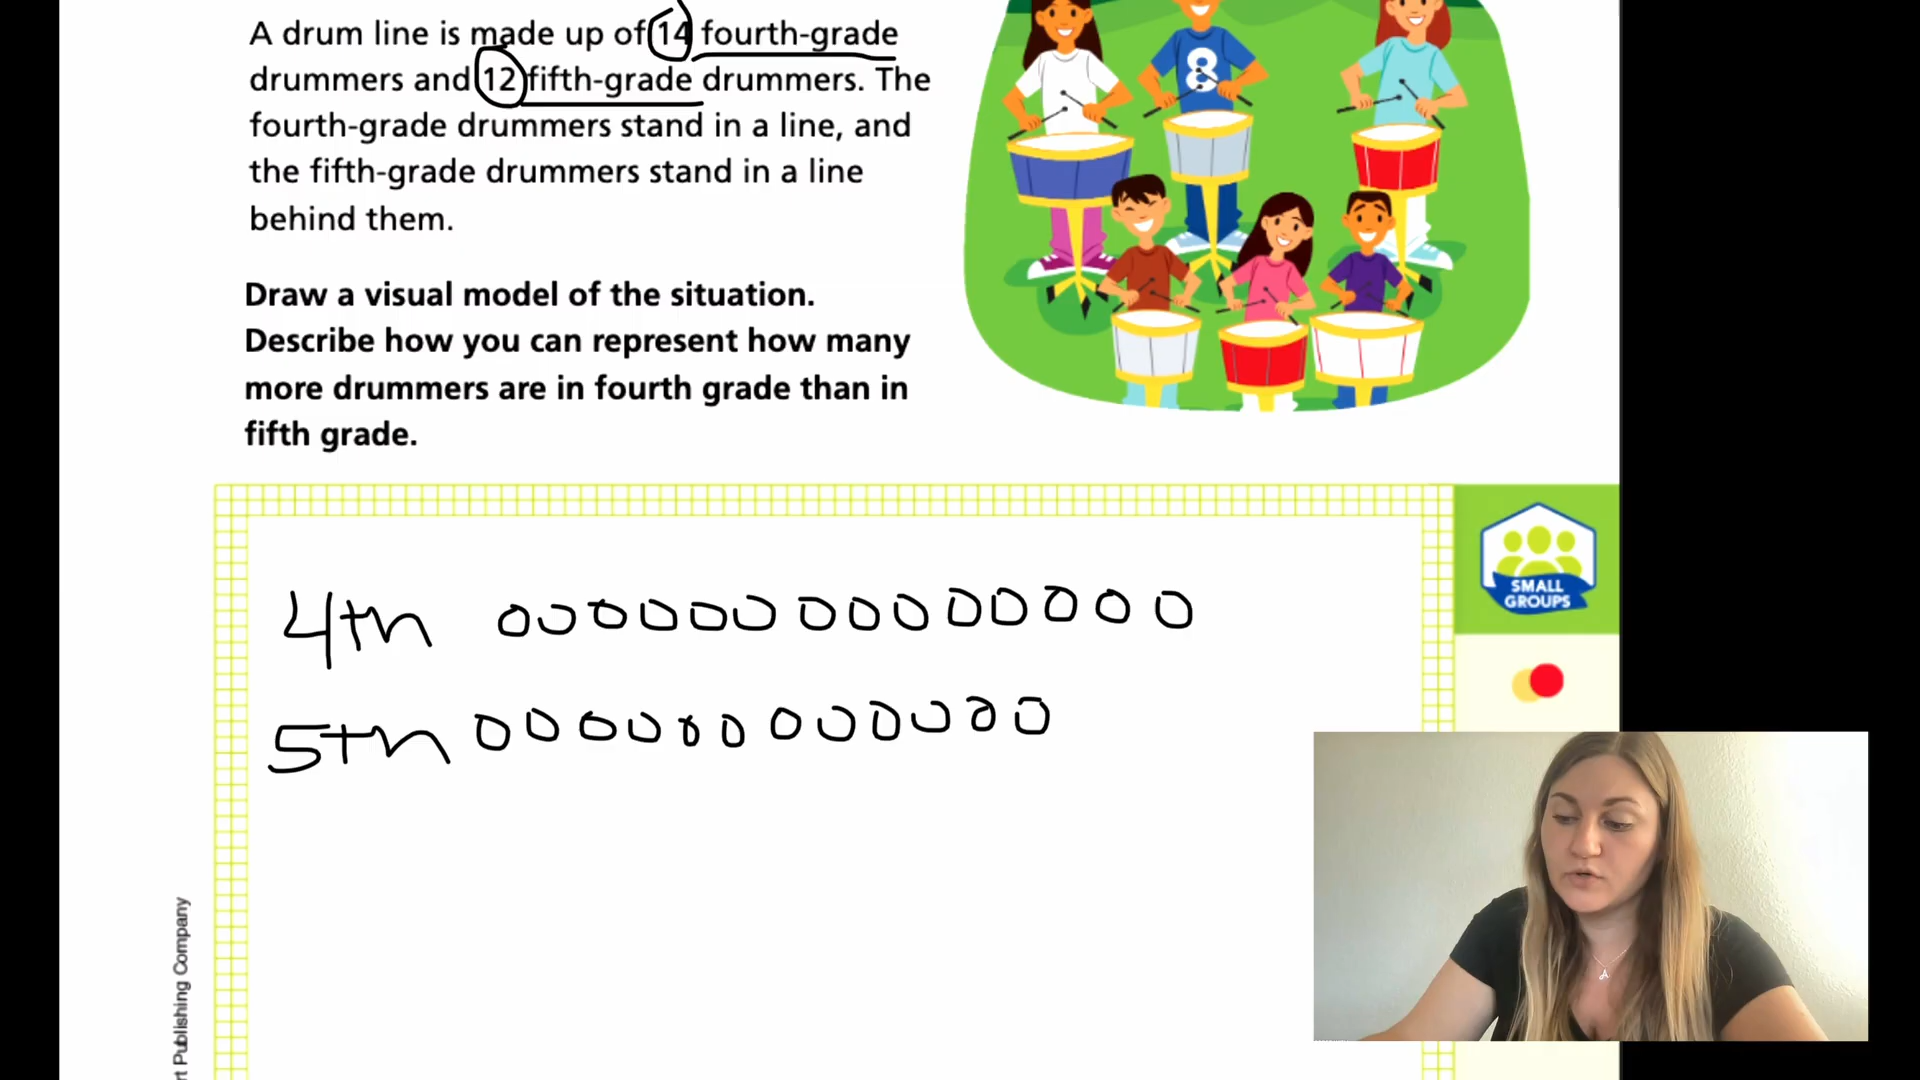 A drum line is made up of 14 fourth-grade
drummers and 12 fifth-grade drummers. The
fourth-grade drummers stand in a line, and
the fifth-grade drummers stand in a line
behind them.
8
Draw a visual model of the situation.
Describe how you can represent how many
more drummers are in fourth grade than in
fifth grade.
SMALL
GROUPS
4th 00000000000000
5th 000000000000
Publishing Company